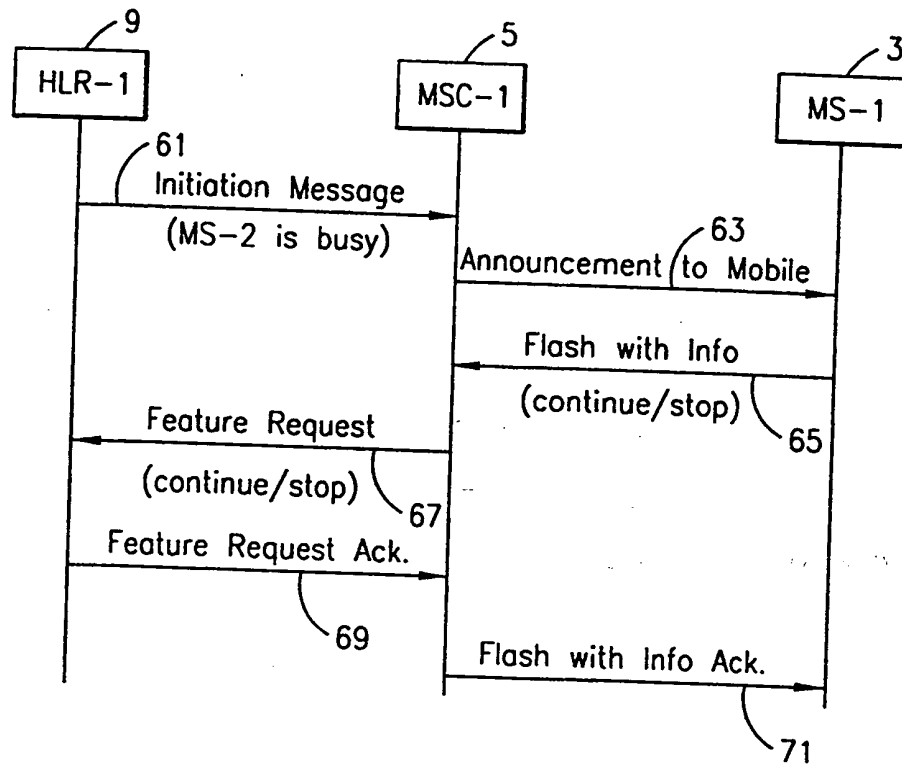 9
5
3
HLR-1
MSC-1
MS-1
61
Initiation Message
(MS-2 is busy)
63
Announcement to Mobile
Flash with Info
(continue/stop)
65
Feature Request
(continue/stop)
67
Feature Request Ack.
69
Flash with Info Ack.
71